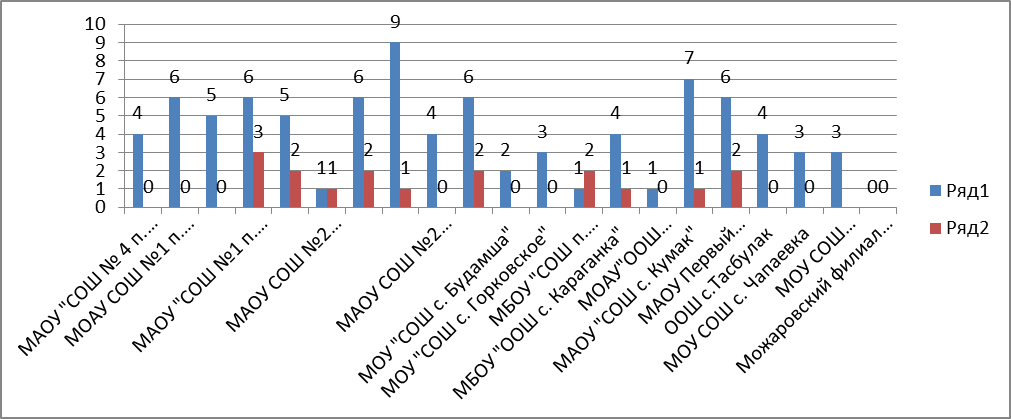 10
9
8
7
6
5
4
3
2
1
0
4 0
6 0
5 0
6 3
5 2
1 1
6 2
9 1
4 0
6 2
2 0
3 0
1 2
4 1
1 0
7 1
6 2
4 0
3 0
3
0 0
МАОУ "СОШ № 4 п....
МОАУ СОШ №1 п....
МАОУ "СОШ №1 п....
МАОУ СОШ №2...
МАОУ СОШ №2...
МОУ "СОШ с. Будамша"
МОУ "СОШ с. Горковское"
МБОУ "СОШ п....
МБОУ "ООШ с. Караганка"
МОАУ"ООШ...
МАОУ "СОШ с. Кумак"
МАОУ Первый...
ООШ с.Тасбулак
МОУ СОШ с. Чапаевка
МОУ СОШ...
Можаровский филиал...
Ряд1
Ряд2